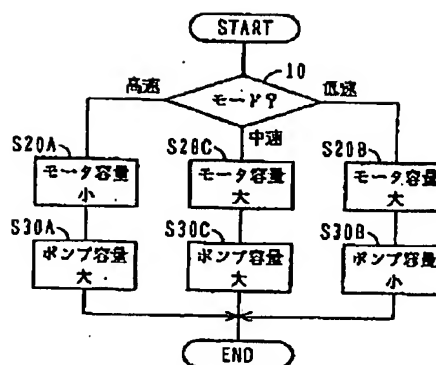 START
10
モード?
高速
低速
中速
S20A
S20C
S20B
モータ容量
小
モータ容量
大
モータ容量
大
S30A
S30C
S30B
ポンプ容量
大
ポンプ容量
大
ポンプ容量
小
END